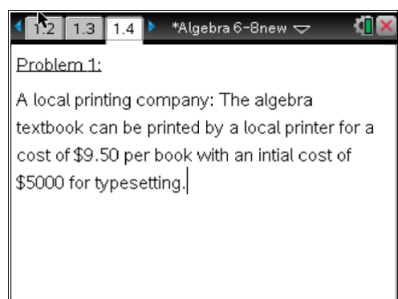 1.2 1.3 1.4 *Algebra 6-8new
Problem 1:
A local printing company: The algebra
textbook can be printed by a local printer for a
cost of $9.50 per book with an intial cost of
$5000 for typesetting.